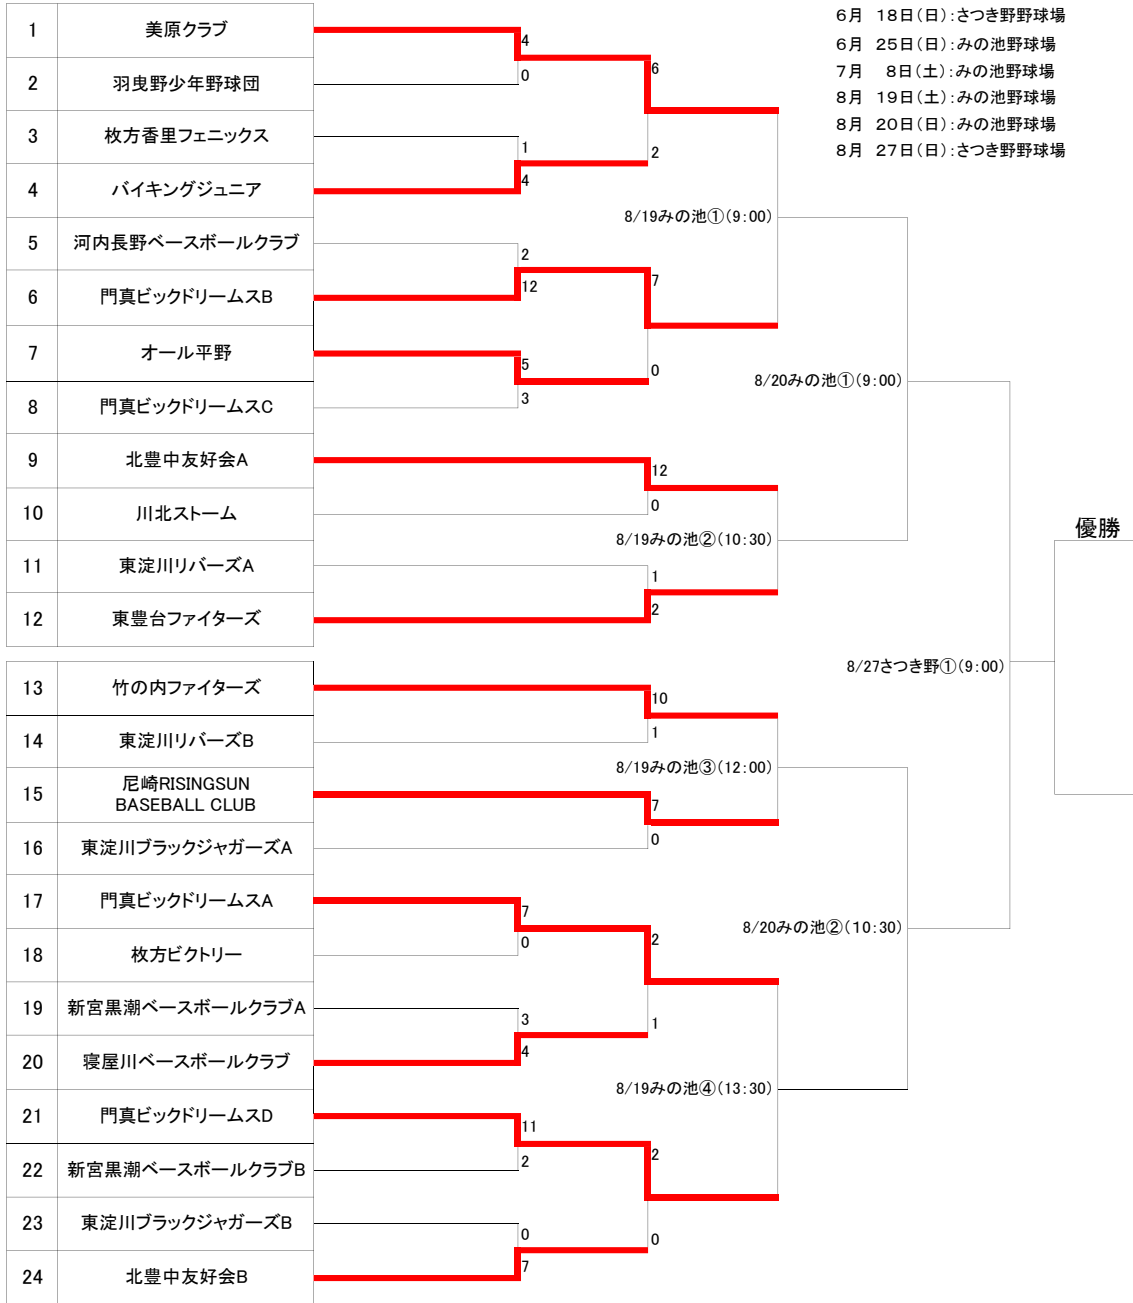 6月 18日(日):さつき野野球場
6月 25日(日):みの池野球場
7月 8日(土):みの池野球場
8月 19日(土):みの池野球場
8月 20日(日):みの池野球場
8月 27日(日):さつき野野球場
1 美原クラブ
4
6
2 羽曳野少年野球団
0
3 枚方香里フェニックス
1
2
4 バイキングジュニア
4
8/19みの池①(9:00)
5 河内長野ベースボールクラブ
2
7
6 門真ビックドリームスB
12
7 オール平野
5
0
8 門真ビックドリームスC
3
8/20みの池①(9:00)
9 北豊中友好会A
12
10 川北ストーム
0
8/19みの池②(10:30)
優勝
11 東淀川リバーズA
1
12 東豊台ファイターズ
2
8/27さつき野①(9:00)
13 竹の内ファイターズ
10
14 東淀川リバーズB
1
8/19みの池③(12:00)
15 尼崎RISINGSUN
BASEBALL CLUB
7
16 東淀川ブラックジャガーズA
0
17 門真ビックドリームスA
7
2
8/20みの池②(10:30)
18 枚方ビクトリー
0
19 新宮黒潮ベースボールクラブA
3
1
20 寝屋川ベースボールクラブ
4
8/19みの池④(13:30)
21 門真ビックドリームスD
11
2
22 新宮黒潮ベースボールクラブB
2
23 東淀川ブラックジャガーズB
0
0
24 北豊中友好会B
7